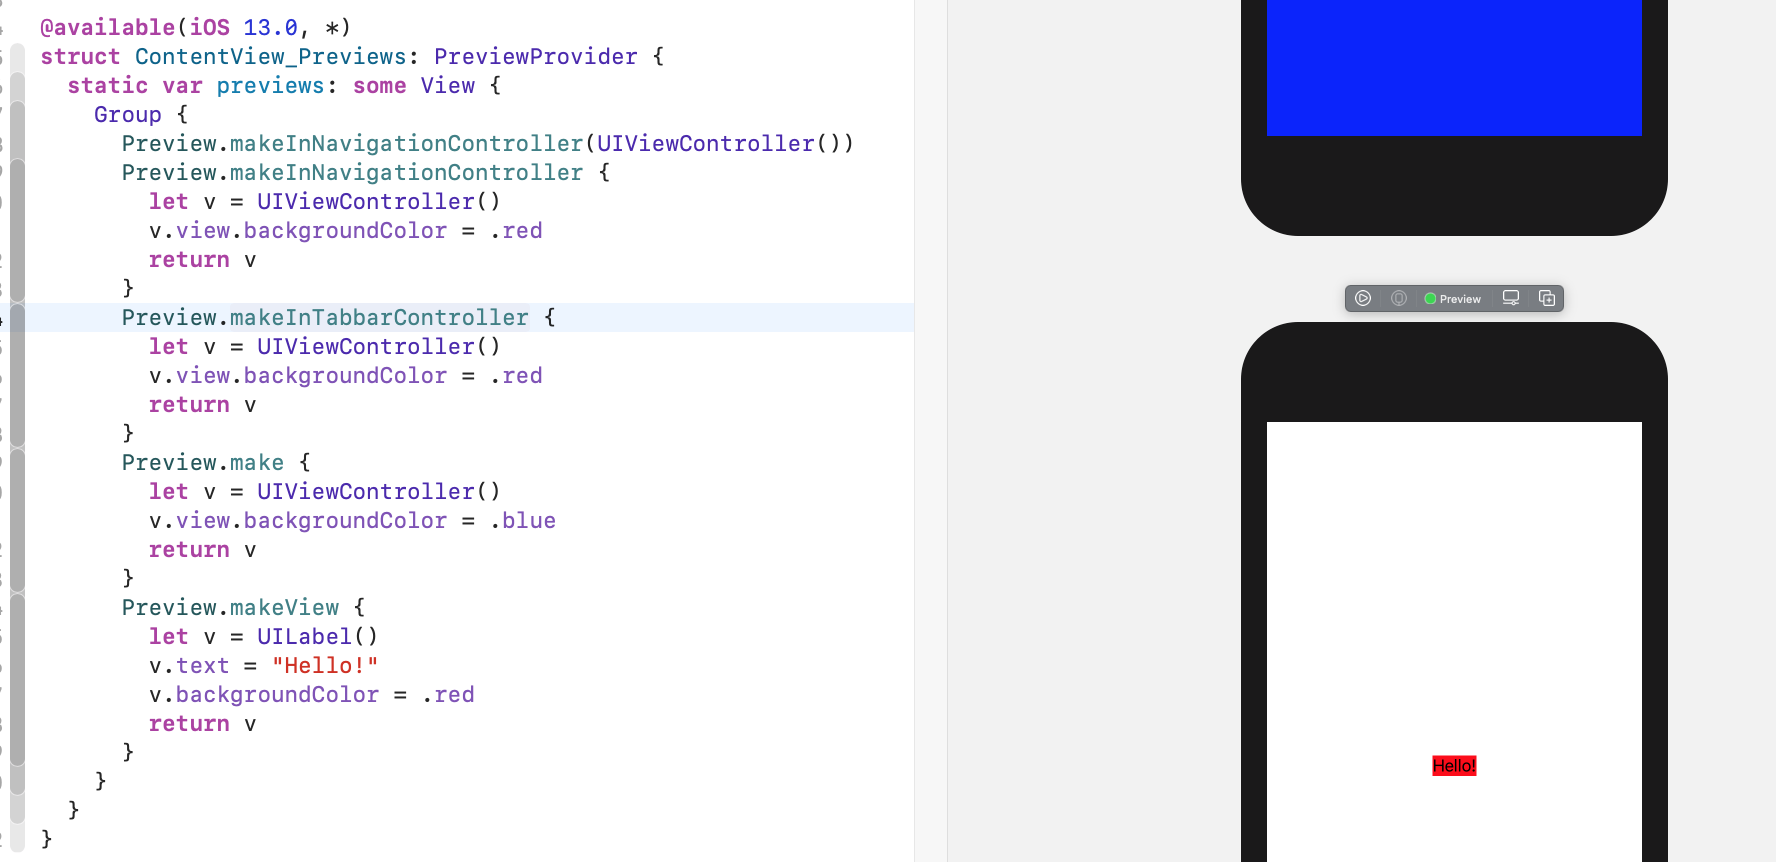 @available(iOS 13.0, *)
struct ContentView_Previews: PreviewProvider {
  static var previews: some View {
    Group {
      Preview.makeInNavigationController(UIViewController())
      Preview.makeInNavigationController {
        let v = UIViewController()
        v.view.backgroundColor = .red
        return v
      }
      Preview.makeInTabbarController {
        let v = UIViewController()
        v.view.backgroundColor = .red
        return v
      }
      Preview.make {
        let v = UIViewController()
        v.view.backgroundColor = .blue
        return v
      }
      Preview.makeView {
        let v = UILabel()
        v.text = "Hello!"
        v.backgroundColor = .red
        return v
      }
    }
  }
}
Preview
Hello!